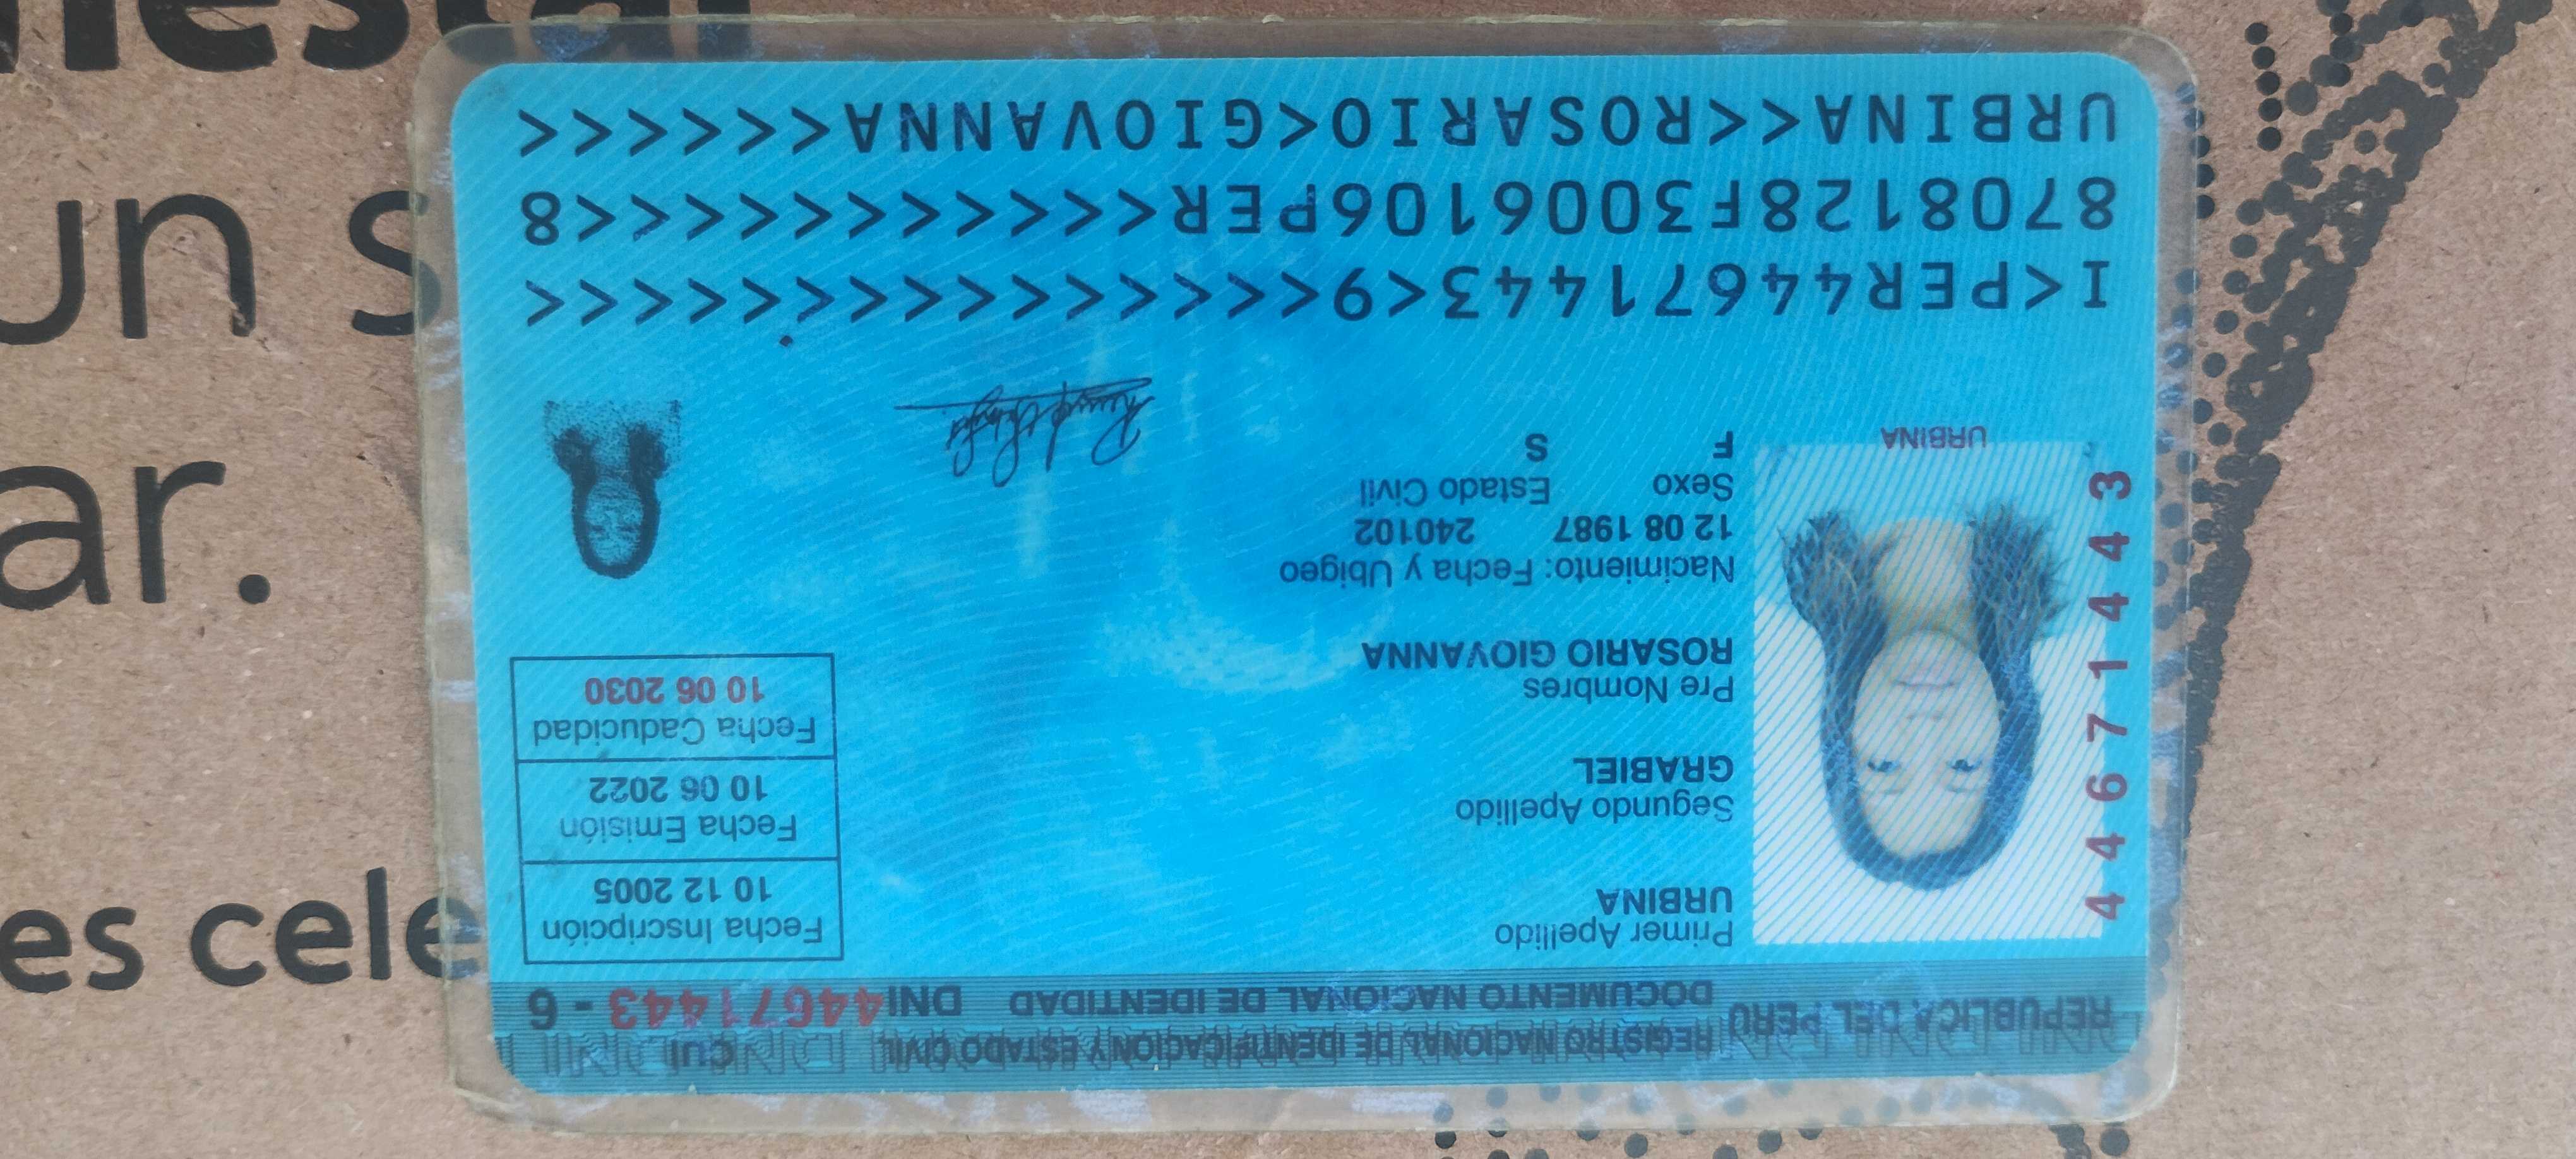 REPUBLICA DEL PERU
REGISTRO NACIONAL DE IDENTIFICACION Y ESTADO CIVIL
DOCUMENTO NACIONAL DE IDENTIDAD
CUI
DNI 44671443 - 6
Primer Apellido
URBINA
Segundo Apellido
GRABIEL
Pre Nombres
ROSARIO GIOVANNA
Nacimiento: Fecha y Ubigeo
12 08 1987 240102
Sexo Estado Civil
F S
Fecha Inscripción
10 12 2005
Fecha Emisión
10 06 2022
Fecha Caducidad
10 06 2030
44671443
URBINA
I<PER44671443<9<<<<<<<<<<<<<<<
8708128F3006106PER<<<<<<<<<<<8
URBINA<<ROSARIO<GIOVANNA<<<<<<
un s
ar.
es cele